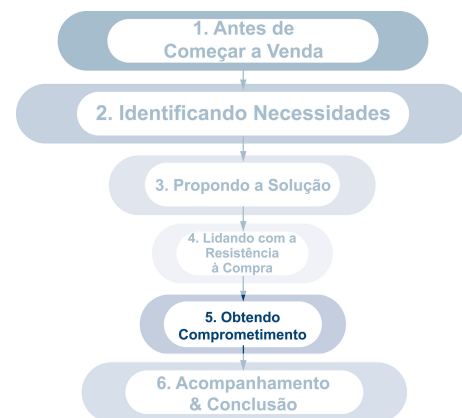 1. Antes de
Começar a Venda
2. Identificando Necessidades
3. Propondo a Solução
4. Lidando com a
Resistência
à Compra
5. Obtendo
Comprometimento
6. Acompanhamento
& Conclusão